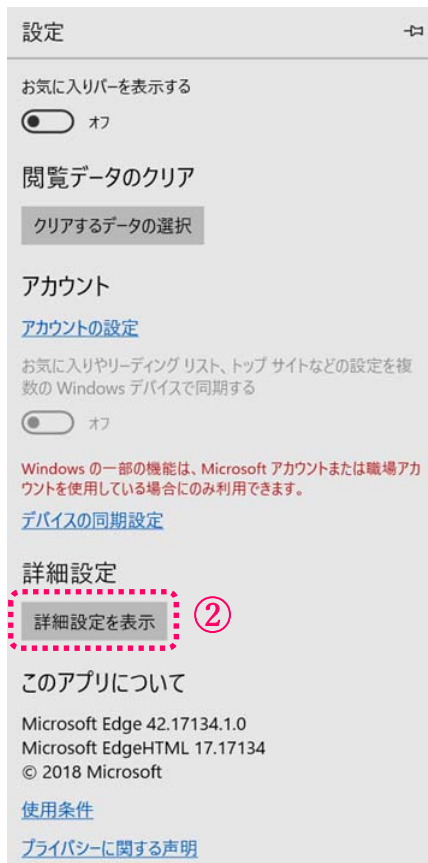 設定
お気に入りバーを表示する
オフ
閲覧データのクリア
クリアするデータの選択
アカウント
アカウントの設定
お気に入りやリーディング リスト、トップ サイトなどの設定を複
数の Windows デバイスで同期する
オフ
Windows の一部の機能は、Microsoft アカウントまたは職場アカ
ウントを使用している場合にのみ利用できます。
デバイスの同期設定
詳細設定
詳細設定を表示 ②
このアプリについて
Microsoft Edge 42.17134.1.0
Microsoft EdgeHTML 17.17134
© 2018 Microsoft
使用条件
プライバシーに関する声明